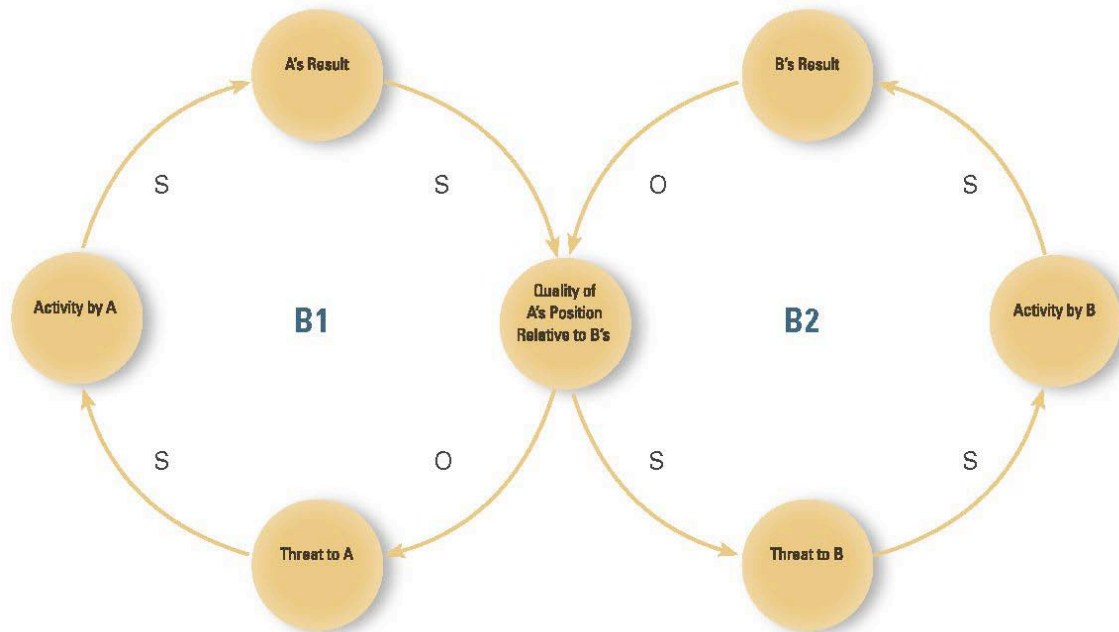 A's Result
B's Result
S
S
O
S
Activity by A
B1
Quality of
A's Position
Relative to B's
B2
Activity by B
S
O
S
S
Threat to A
Threat to B